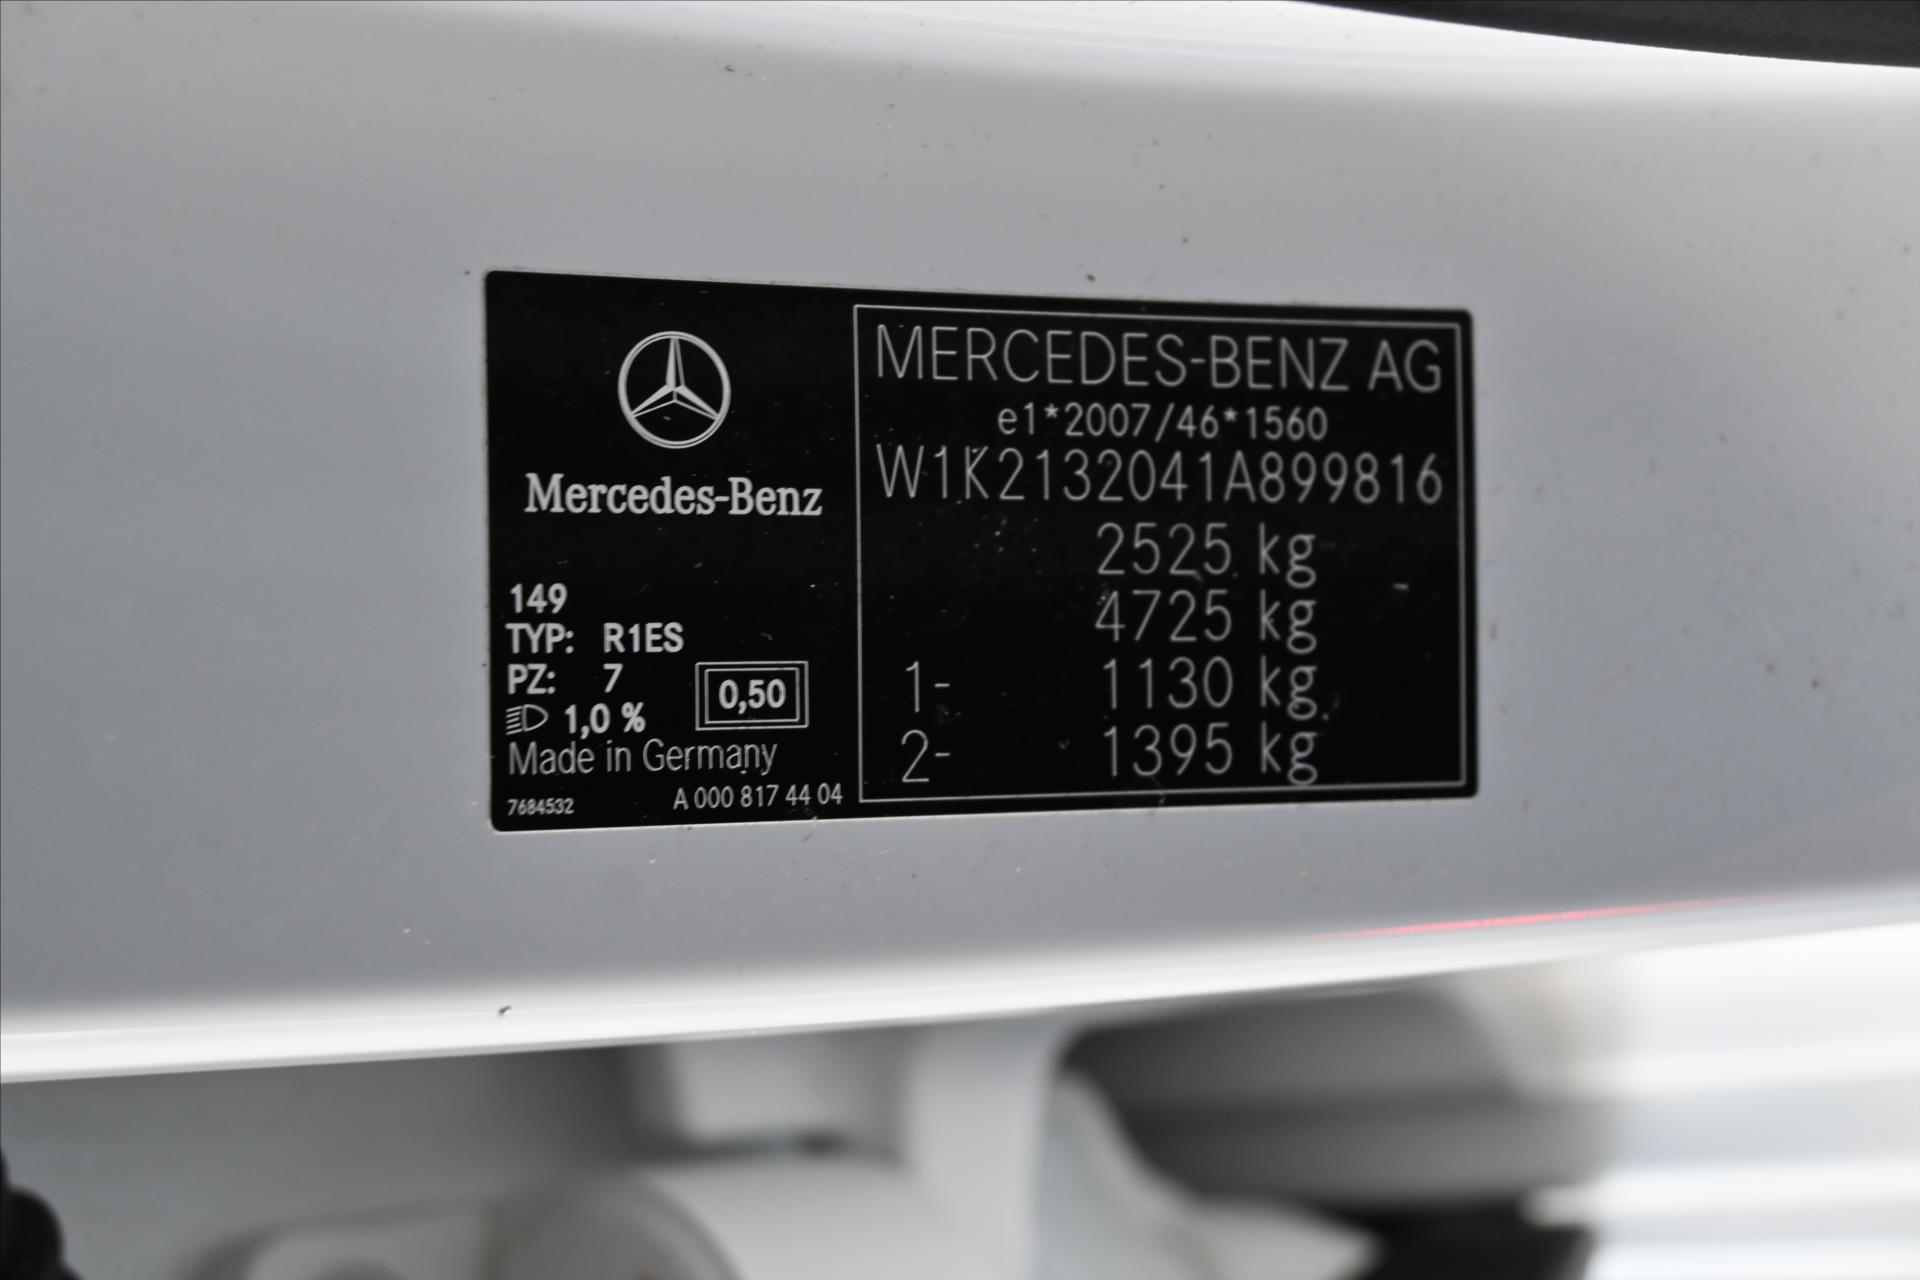 Mercedes-Benz
149
TYP: R1ES
PZ: 7
1,0 %
0,50
Made in Germany
7684532
A 000 817 44 04
MERCEDES-BENZ AG
e1*2007/46*1560
W1K2132041A899816
2525 kg
4725 kg
1- 1130 kg
2- 1395 kg